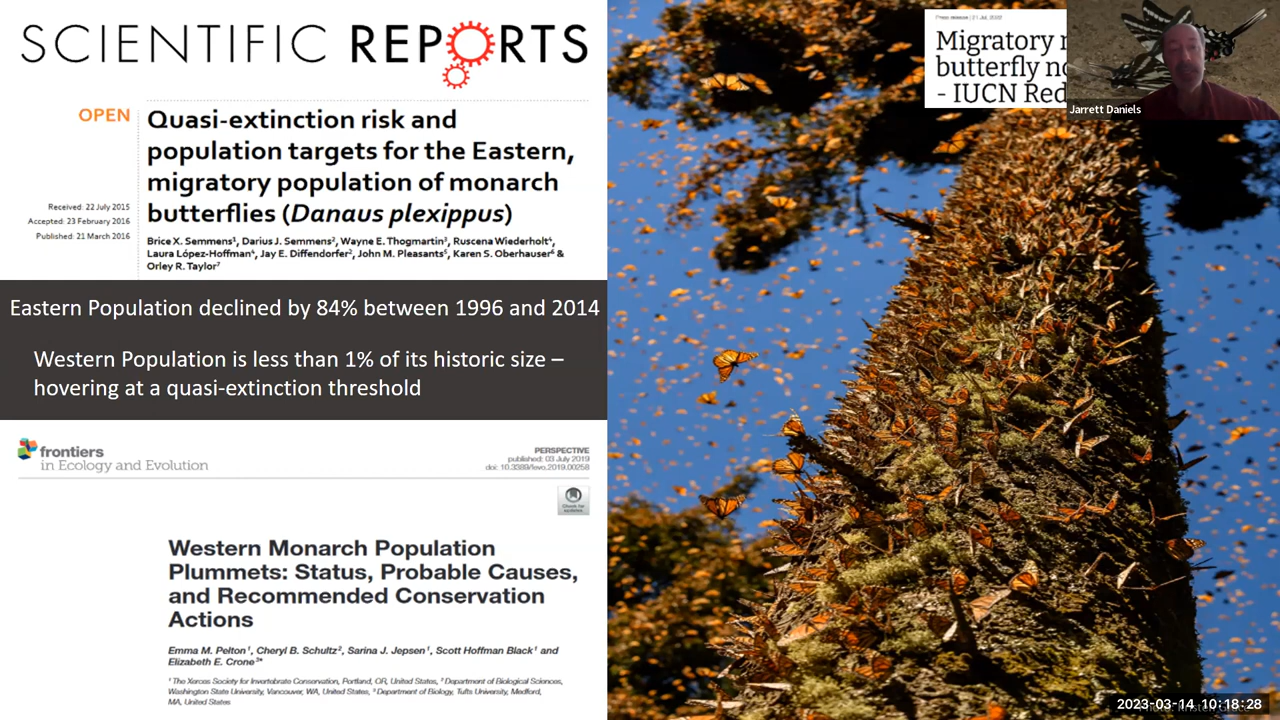 SCIENTIFIC REPORTS
OPEN
Quasi-extinction risk and
population targets for the Eastern,
migratory population of monarch
butterflies (Danaus plexippus)
Received: 22 July 2015
Accepted: 23 February 2016
Published: 21 March 2016
Brice X. Semmens¹, Darius J. Semmens², Wayne E. Thogmartin³, Ruscena Wiederholt⁴,
Laura López-Hoffman⁴, Jay E. Diffendorfer², John M. Pleasants⁵, Karen S. Oberhauser⁶ &
Orley R. Taylor⁷
Eastern Population declined by 84% between 1996 and 2014
Western Population is less than 1% of its historic size –
hovering at a quasi-extinction threshold
frontiers
in Ecology and Evolution
PERSPECTIVE
published: 03 July 2019
doi: 10.3389/fevo.2019.00258
Check for
updates
Western Monarch Population
Plummets: Status, Probable Causes,
and Recommended Conservation
Actions
Emma M. Pelton¹, Cheryl B. Schultz², Sarina J. Jepsen¹, Scott Hoffman Black¹ and
Elizabeth E. Crone³*
¹ The Xerces Society for Invertebrate Conservation, Portland, OR, United States, ² Department of Biological Sciences,
Washington State University, Vancouver, WA, United States, ³ Department of Biology, Tufts University, Medford,
MA, United States
Press release | 21 Jul, 2022
Migratory
butterfly
- IUCN Red
Jarrett Daniels
2023-03-14 10:18:28